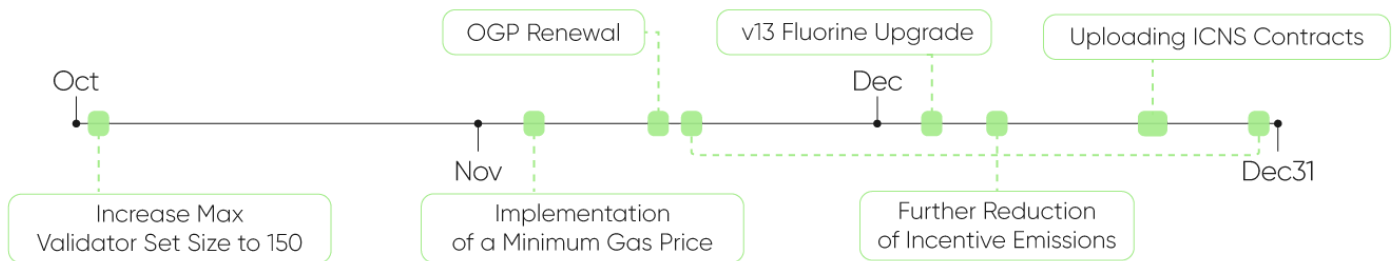 OGP Renewal
v13 Fluorine Upgrade
Uploading ICNS Contracts
Oct
Dec
Nov
Dec31
Increase Max
Validator Set Size to 150
Implementation
of a Minimum Gas Price
Further Reduction
of Incentive Emissions